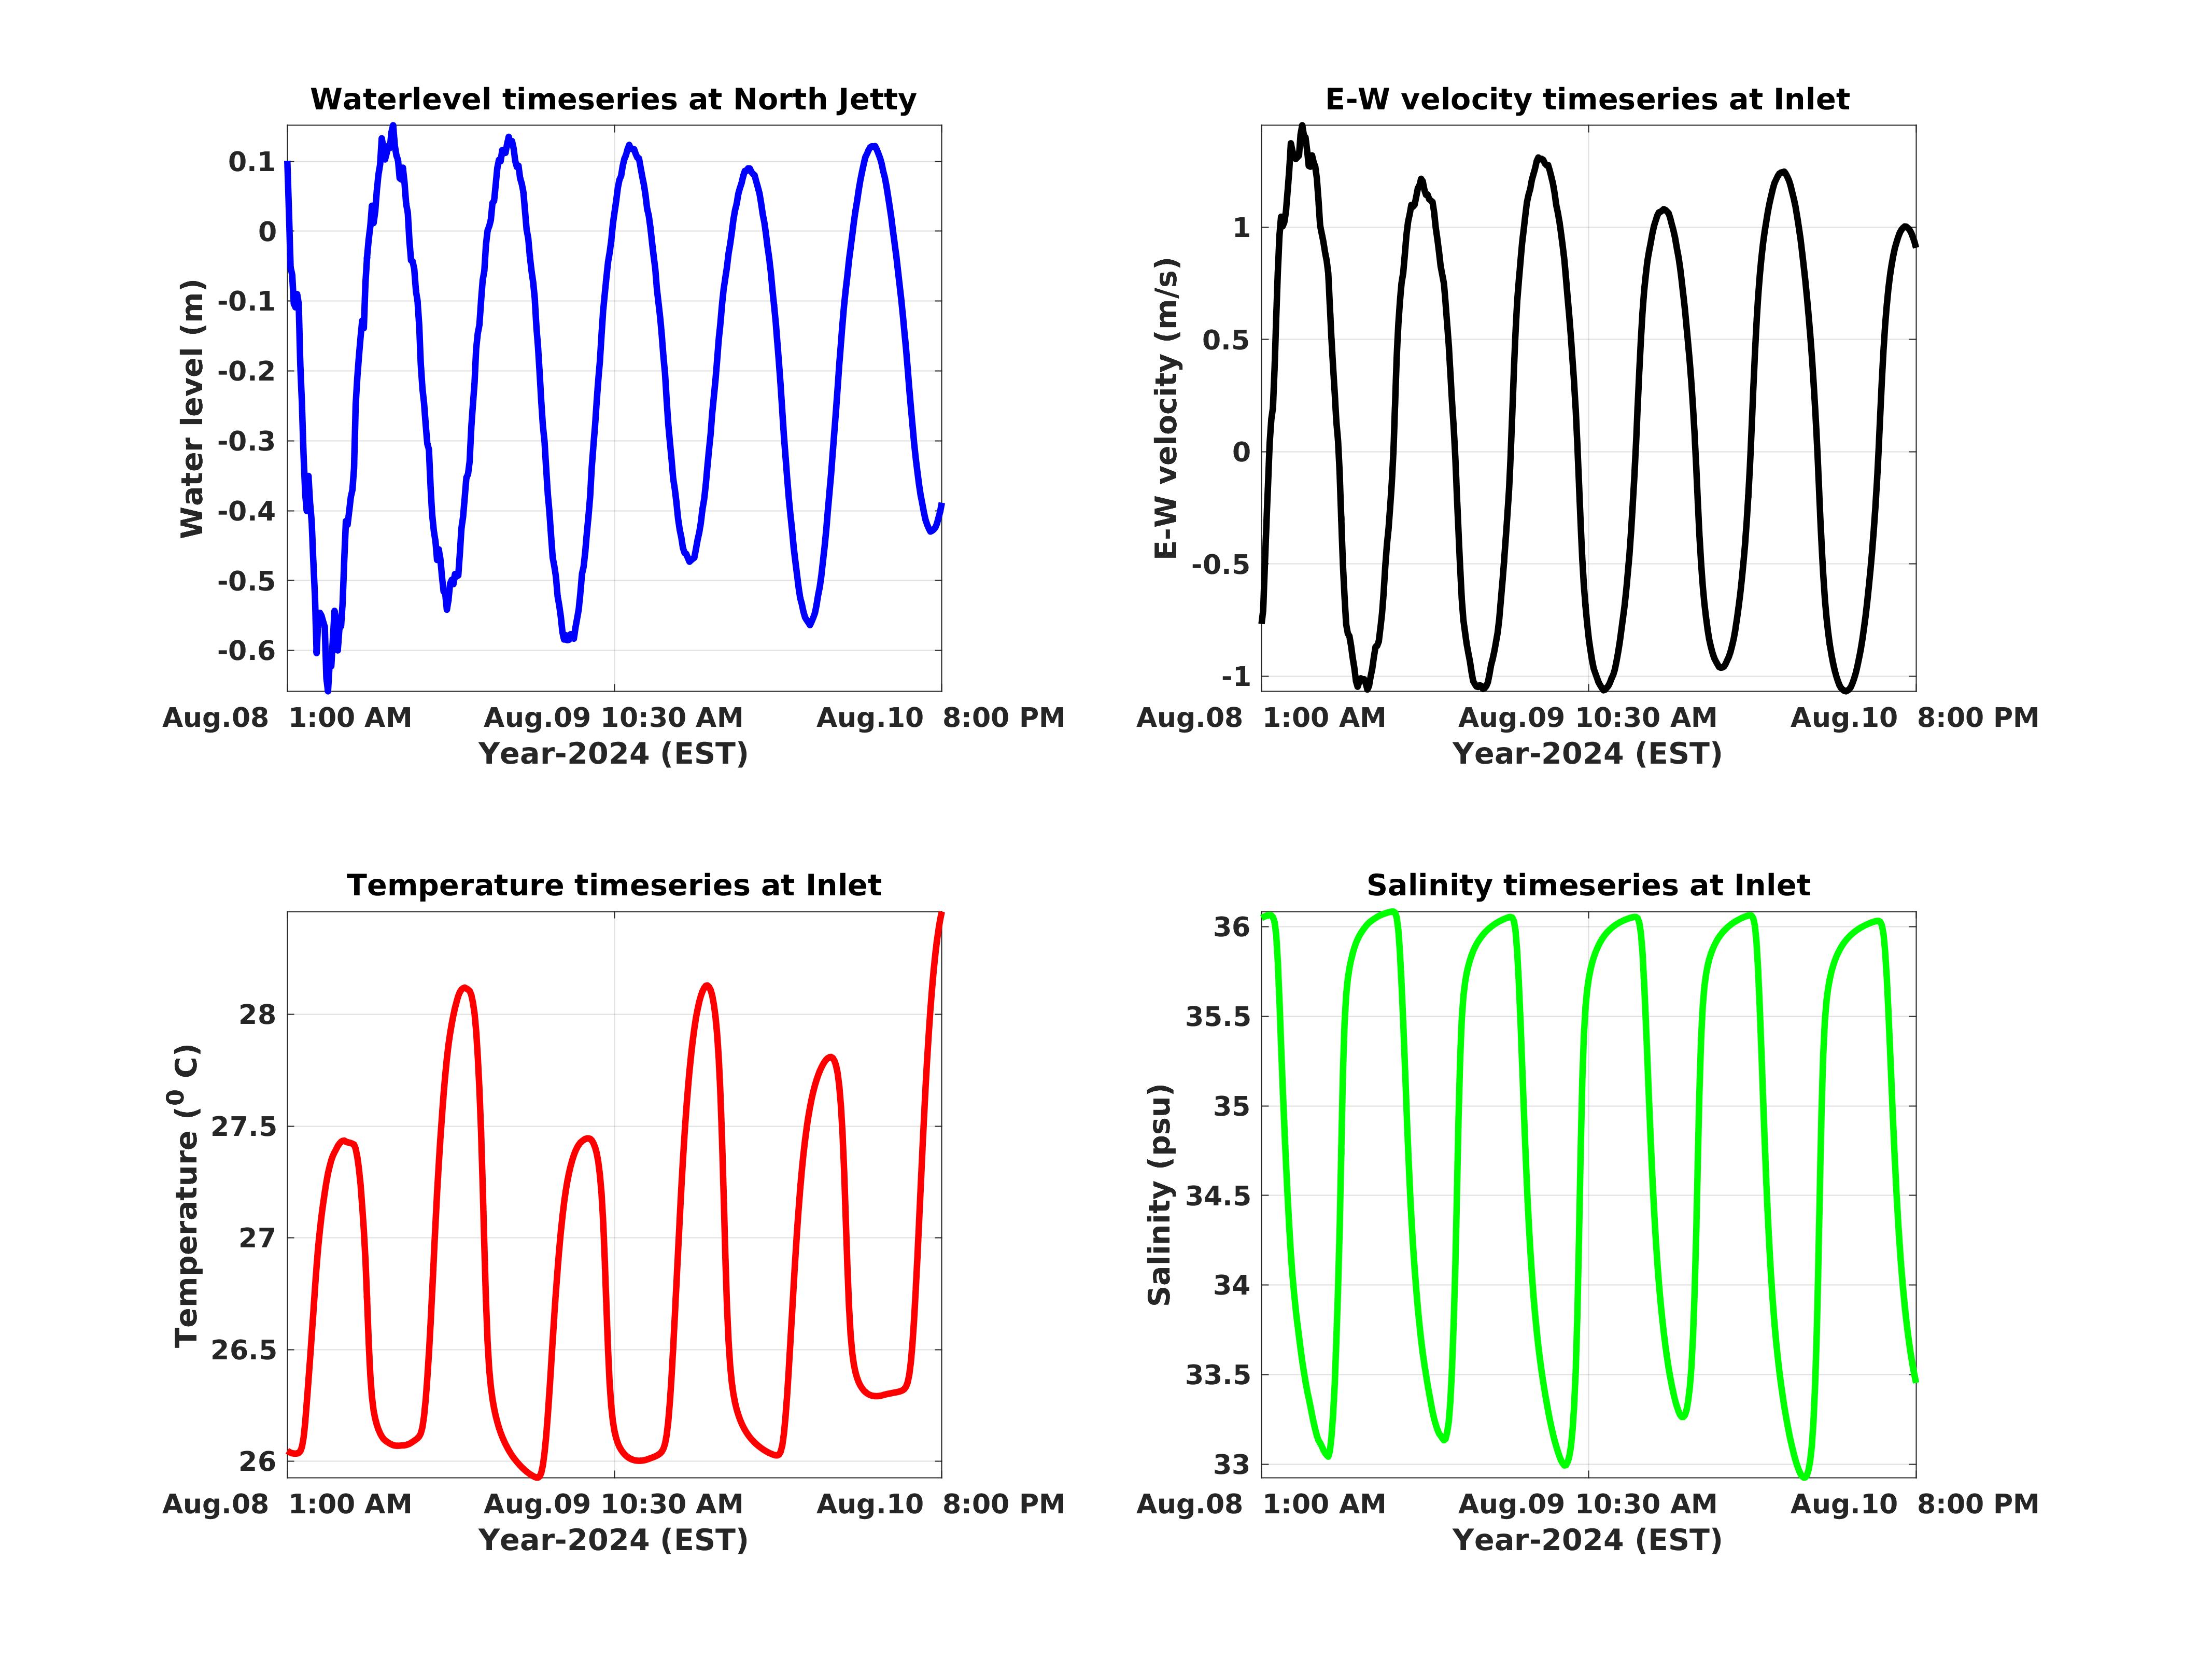 Waterlevel timeseries at North Jetty
0.1
0
-0.1
-0.2
-0.3
-0.4
-0.5
-0.6
Water level (m)
Aug.08 1:00 AM Aug.09 10:30 AM Aug.10 8:00 PM
Year-2024 (EST)
E-W velocity timeseries at Inlet
1
0.5
0
-0.5
-1
E-W velocity (m/s)
Aug.08 1:00 AM Aug.09 10:30 AM Aug.10 8:00 PM
Year-2024 (EST)
Temperature timeseries at Inlet
28
27.5
27
26.5
26
Temperature (⁰ C)
Aug.08 1:00 AM Aug.09 10:30 AM Aug.10 8:00 PM
Year-2024 (EST)
Salinity timeseries at Inlet
36
35.5
35
34.5
34
33.5
33
Salinity (psu)
Aug.08 1:00 AM Aug.09 10:30 AM Aug.10 8:00 PM
Year-2024 (EST)